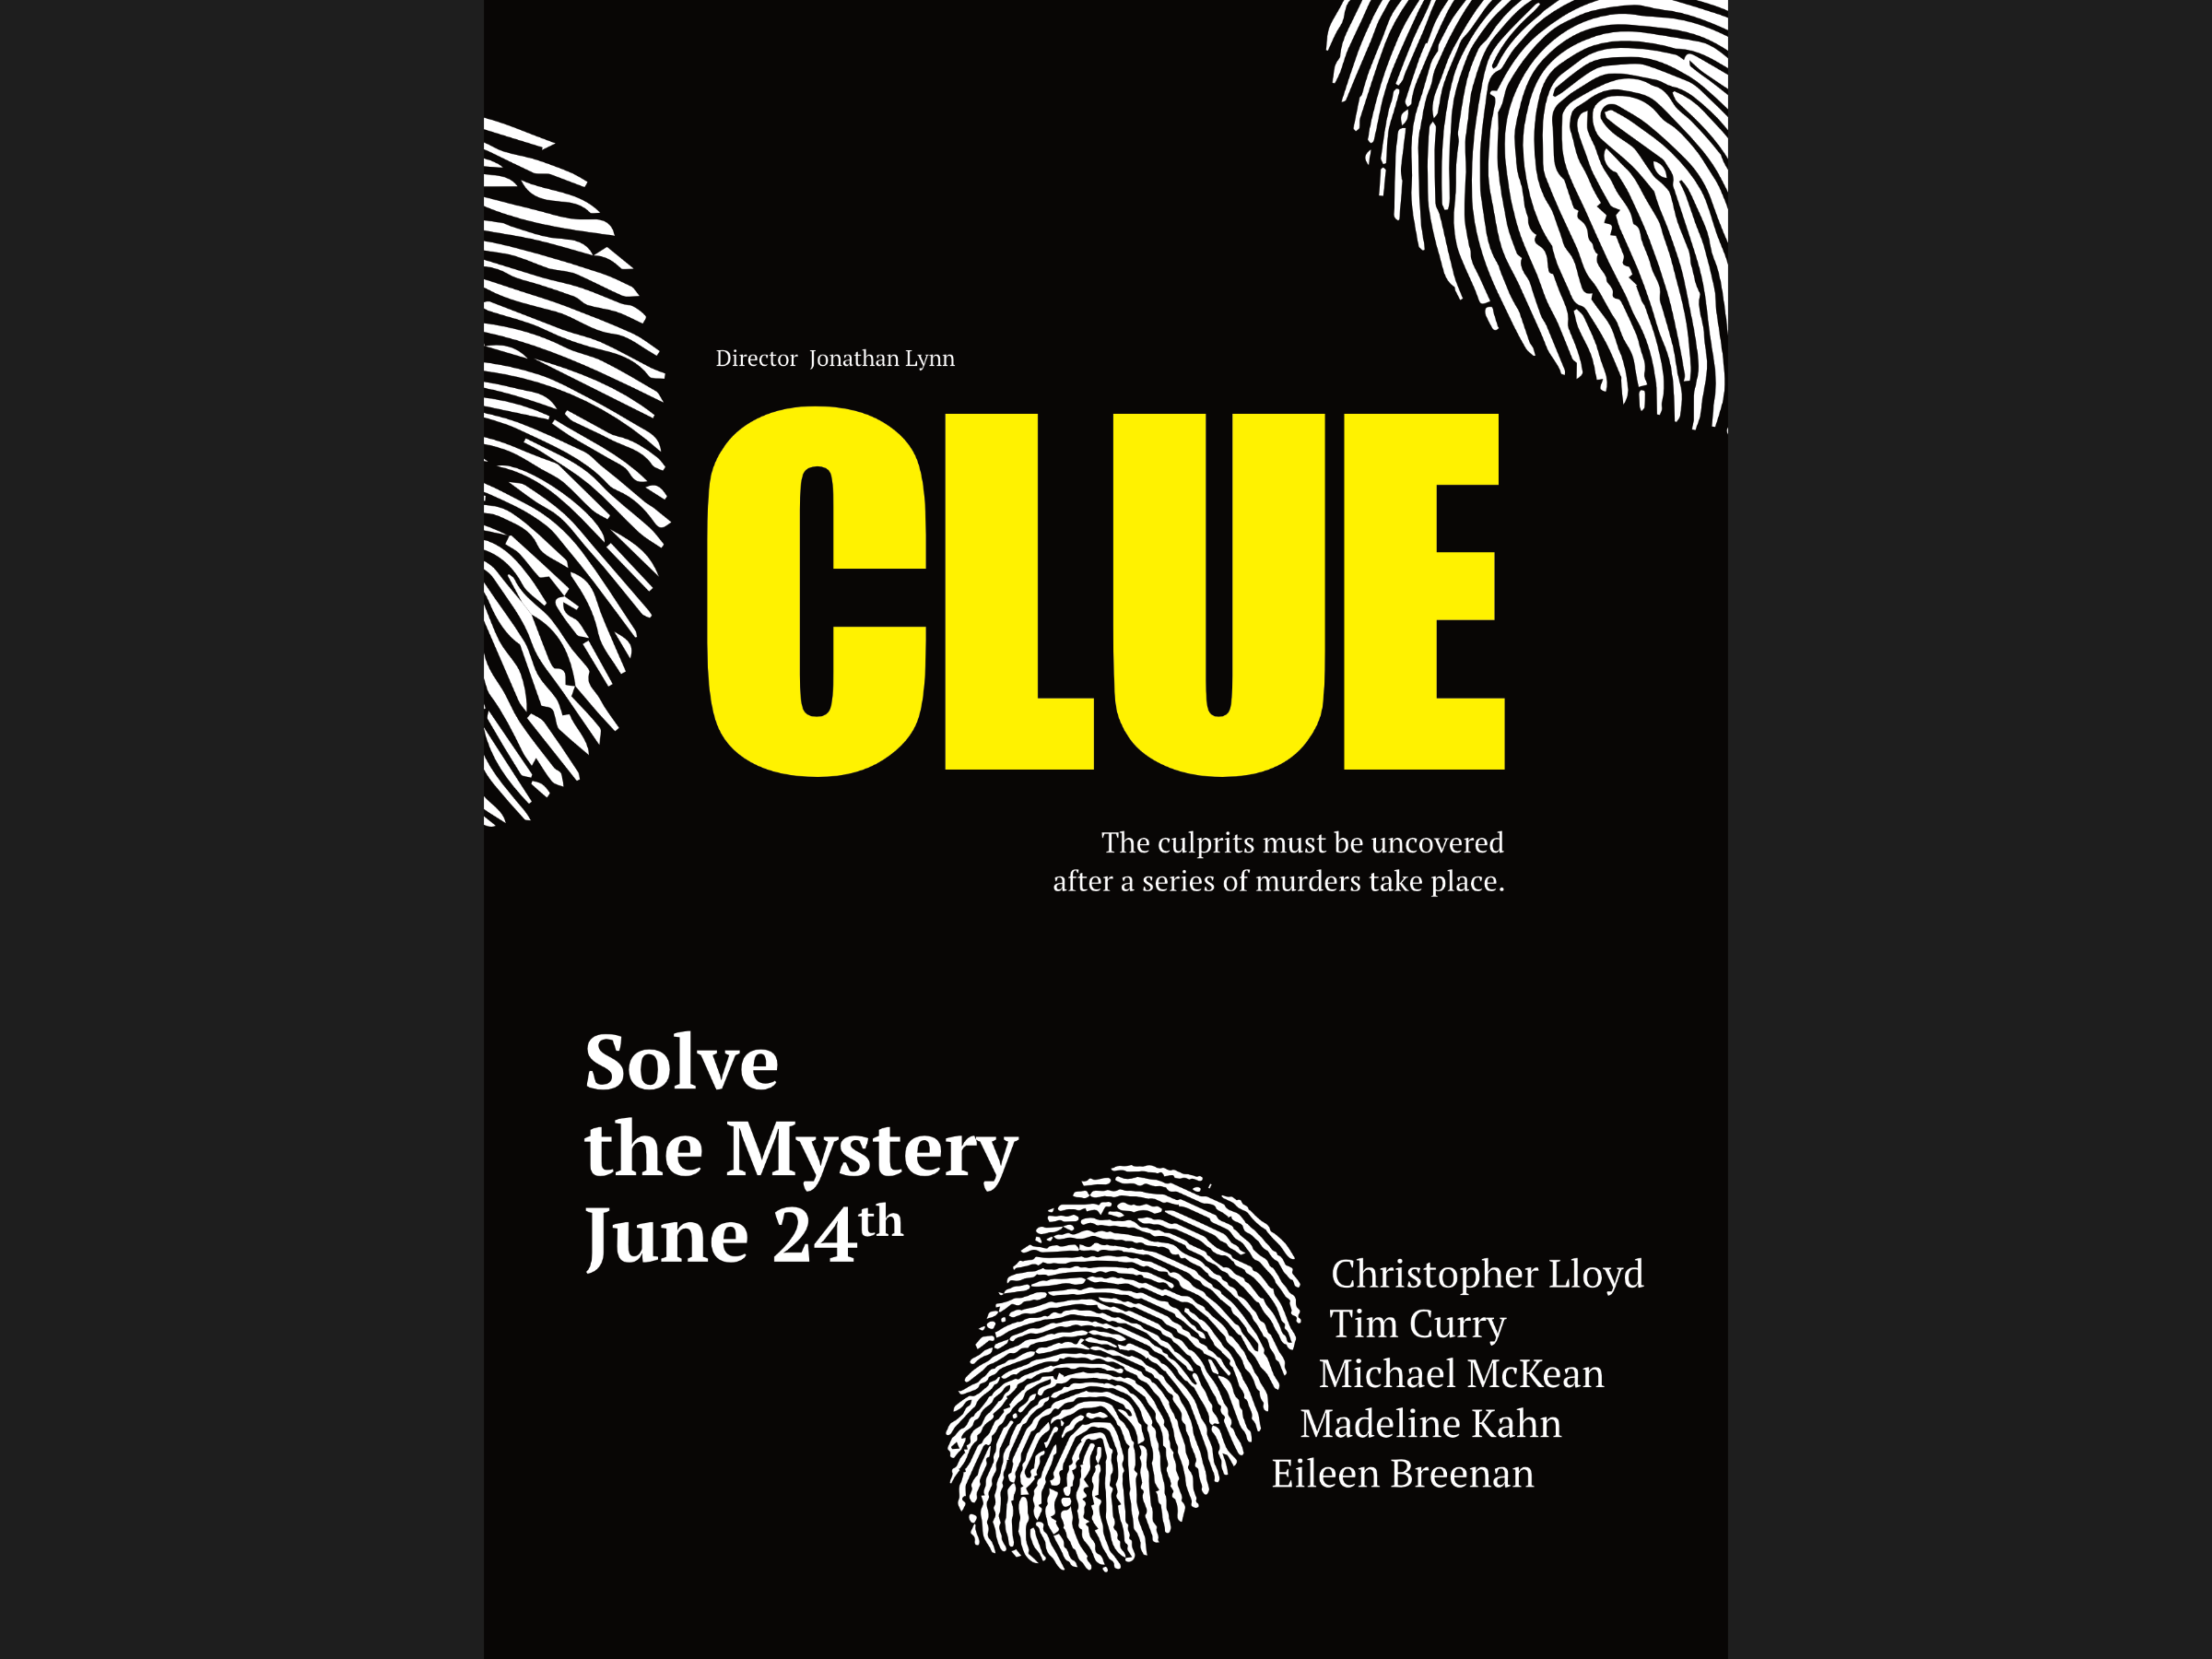 Director  Jonathan Lynn
CLUE
The culprits must be uncovered
after a series of murders take place.
Solve
the Mystery
June 24th
Christopher Lloyd
Tim Curry
Michael McKean
Madeline Kahn
Eileen Breenan